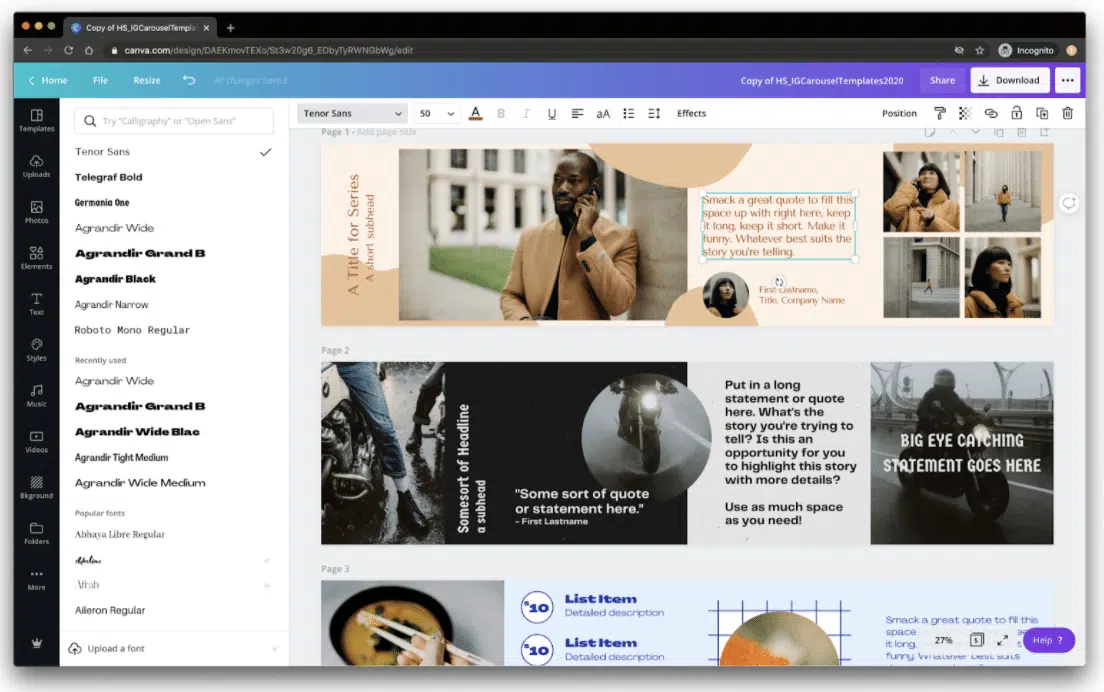 Copy of HS_IGCarouselTempla
canva.com/design/DAEKmovTEXo/St3w20g6_EDbyTyRWNGbWg/edit
Incognito
Home
File
Resize
All changes saved
Copy of HS_IGCarouselTemplates2020
Share
Download
Templates
Uploads
Photos
Elements
Text
Styles
Music
Videos
Bkground
Folders
More
Try "Calligraphy" or "Open Sans"
Tenor Sans
Telegraf Bold
Germania One
Agrandir Wide
Agrandir Grand B
Agrandir Black
Agrandir Narrow
Roboto Mono Regular
Recently used
Agrandir Wide
Agrandir Grand B
Agrandir Wide Blac
Agrandir Tight Medium
Agrandir Wide Medium
Popular fonts
Abhaya Libre Regular
Afrah
Aileron Regular
Upload a font
Tenor Sans
50
A
B
I
U
aA
Effects
Position
Page 1 - Add page title
A Title for Series
A short subhead
Smack a great quote to fill this
space up with right here, keep
it long, keep it short. Make it
funny. Whatever best suits the
story you're telling.
First Lastname,
Title, Company Name
Page 2
Somesort of Headline
a subhead
"Some sort of quote
or statement here."
- First Lastname
Put in a long
statement or quote
here. What's the
story you're trying to
tell? Is this an
opportunity for you
to highlight this story
with more details?
Use as much space
as you need!
BIG EYE CATCHING
STATEMENT GOES HERE
Page 3
$10
List Item
Detailed description
$10
List Item
Detailed description
Smack a great quote to fill this
space
it long,
funny. Whatever best suits
27%
5
Help ?